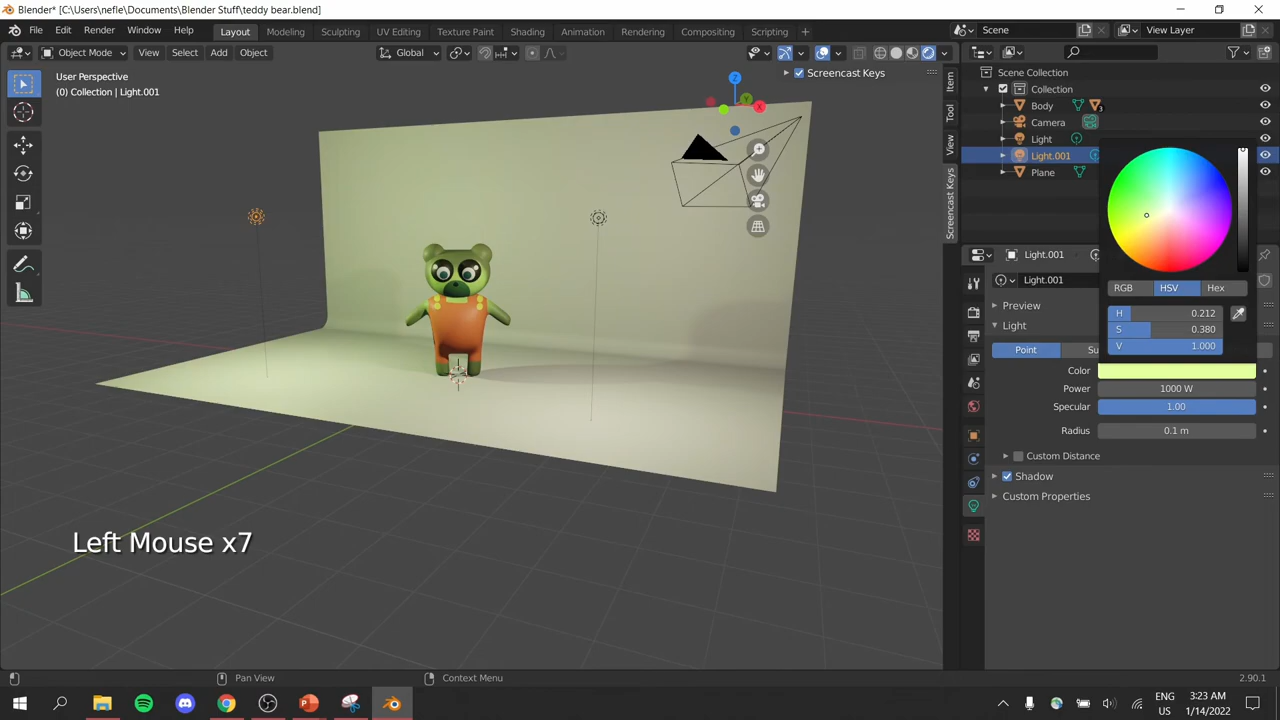 Blender* [C:\Users\nefle\Documents\Blender Stuff\teddy bear.blend]
File Edit Render Window Help Layout Modeling Sculpting UV Editing Texture Paint Shading Animation Rendering Compositing Scripting Scene View Layer
Object Mode View Select Add Object Global
User Perspective
(0) Collection | Light.001
Screencast Keys
Z
Y
X
Item
Tool
View
Screencast Keys
Scene Collection
Collection
Body 3
Camera
Light
Light.001
Plane
Light.001
Light.001
RGB HSV Hex
Preview
H 0.212
Light
S 0.380
Point Su
V 1.000
Color
Power 1000 W
Specular 1.00
Radius 0.1 m
Custom Distance
Shadow
Custom Properties
Left Mouse x7
Pan View Context Menu 2.90.1
ENG
US
3:23 AM
1/14/2022